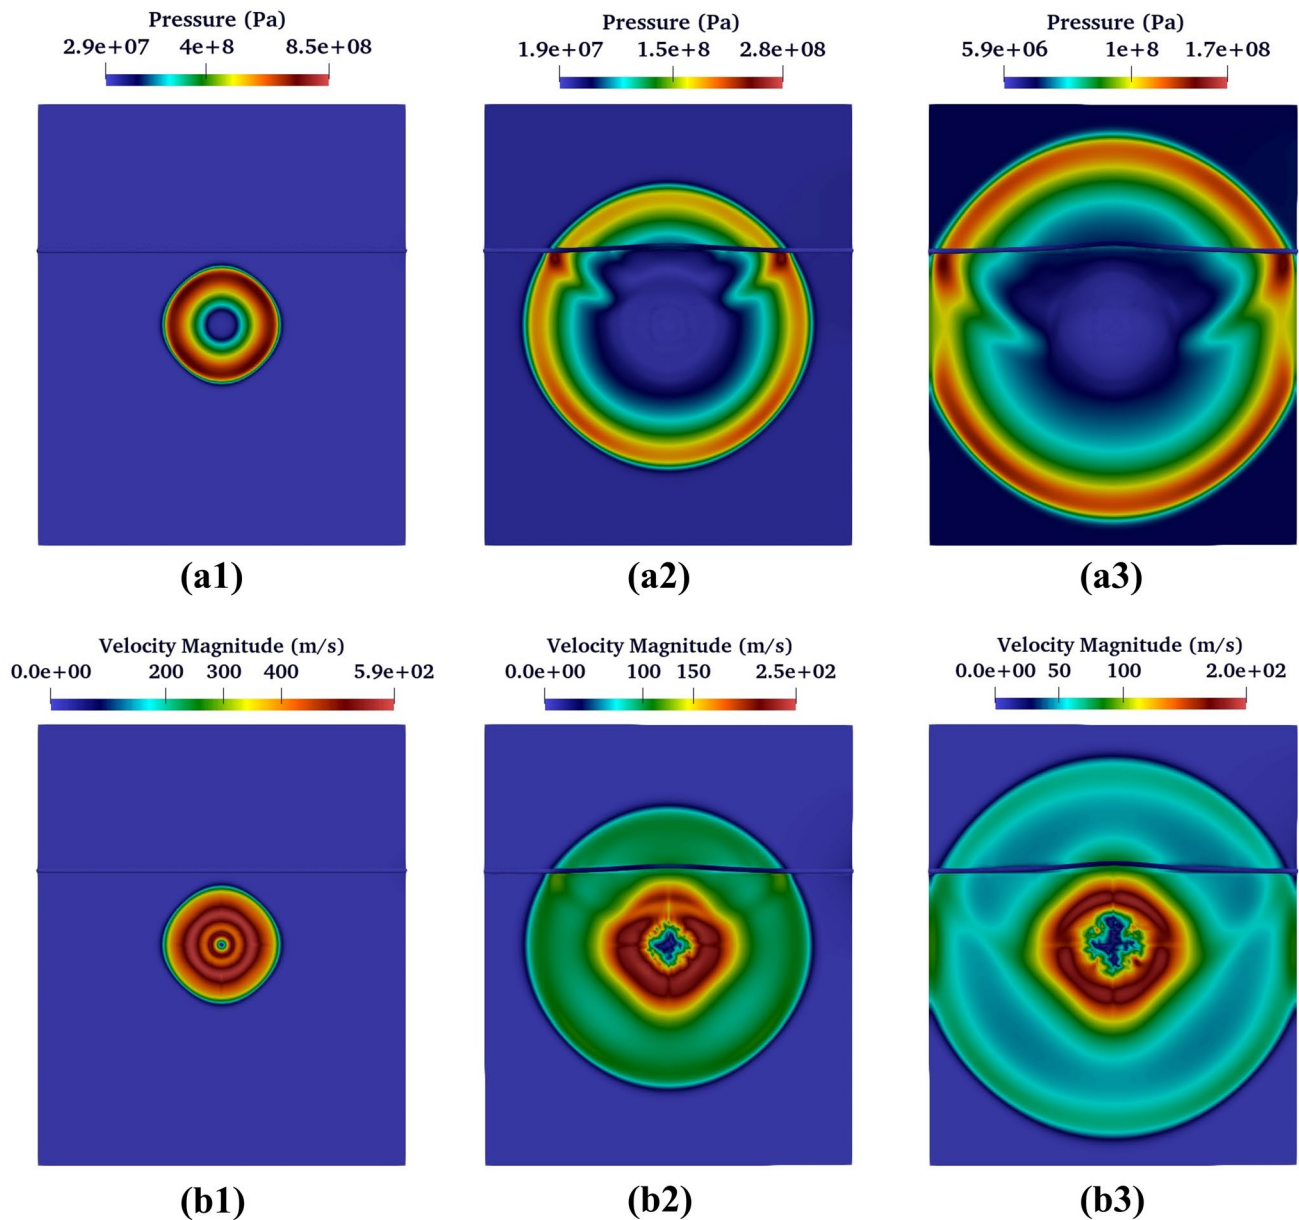 Pressure (Pa)
2.9e+07 4e+8 8.5e+08
Pressure (Pa)
1.9e+07 1.5e+8 2.8e+08
Pressure (Pa)
5.9e+06 1e+8 1.7e+08
(a1)
(a2)
(a3)
Velocity Magnitude (m/s)
0.0e+00 200 300 400 5.9e+02
Velocity Magnitude (m/s)
0.0e+00 100 150 2.5e+02
Velocity Magnitude (m/s)
0.0e+00 50 100 2.0e+02
(b1)
(b2)
(b3)